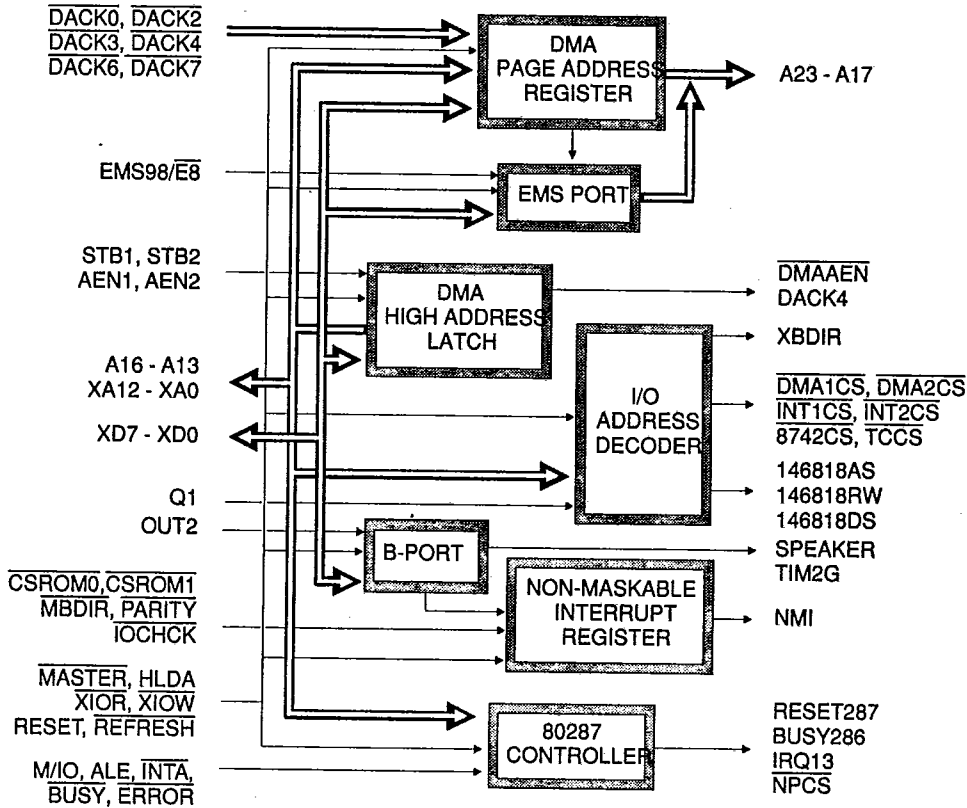 DACK0, DACK2
DACK3, DACK4
DACK6, DACK7
DMA
PAGE ADDRESS
REGISTER
A23 - A17
EMS98/E8
EMS PORT
STB1, STB2
AEN1, AEN2
DMA
HIGH ADDRESS
LATCH
DMAAEN
DACK4
XBDIR
A16 - A13
XA12 - XA0
XD7 - XD0
I/O
ADDRESS
DECODER
DMA1CS, DMA2CS
INT1CS, INT2CS
8742CS, TCCS
146818AS
146818RW
146818DS
Q1
OUT2
B-PORT
SPEAKER
TIM2G
CSROM0,CSROM1
MBDIR, PARITY
IOCHCK
NON-MASKABLE
INTERRUPT
REGISTER
NMI
MASTER, HLDA
XIOR, XIOW
RESET, REFRESH
80287
CONTROLLER
RESET287
BUSY286
IRQ13
NPCS
M/IO, ALE, INTA,
BUSY, ERROR